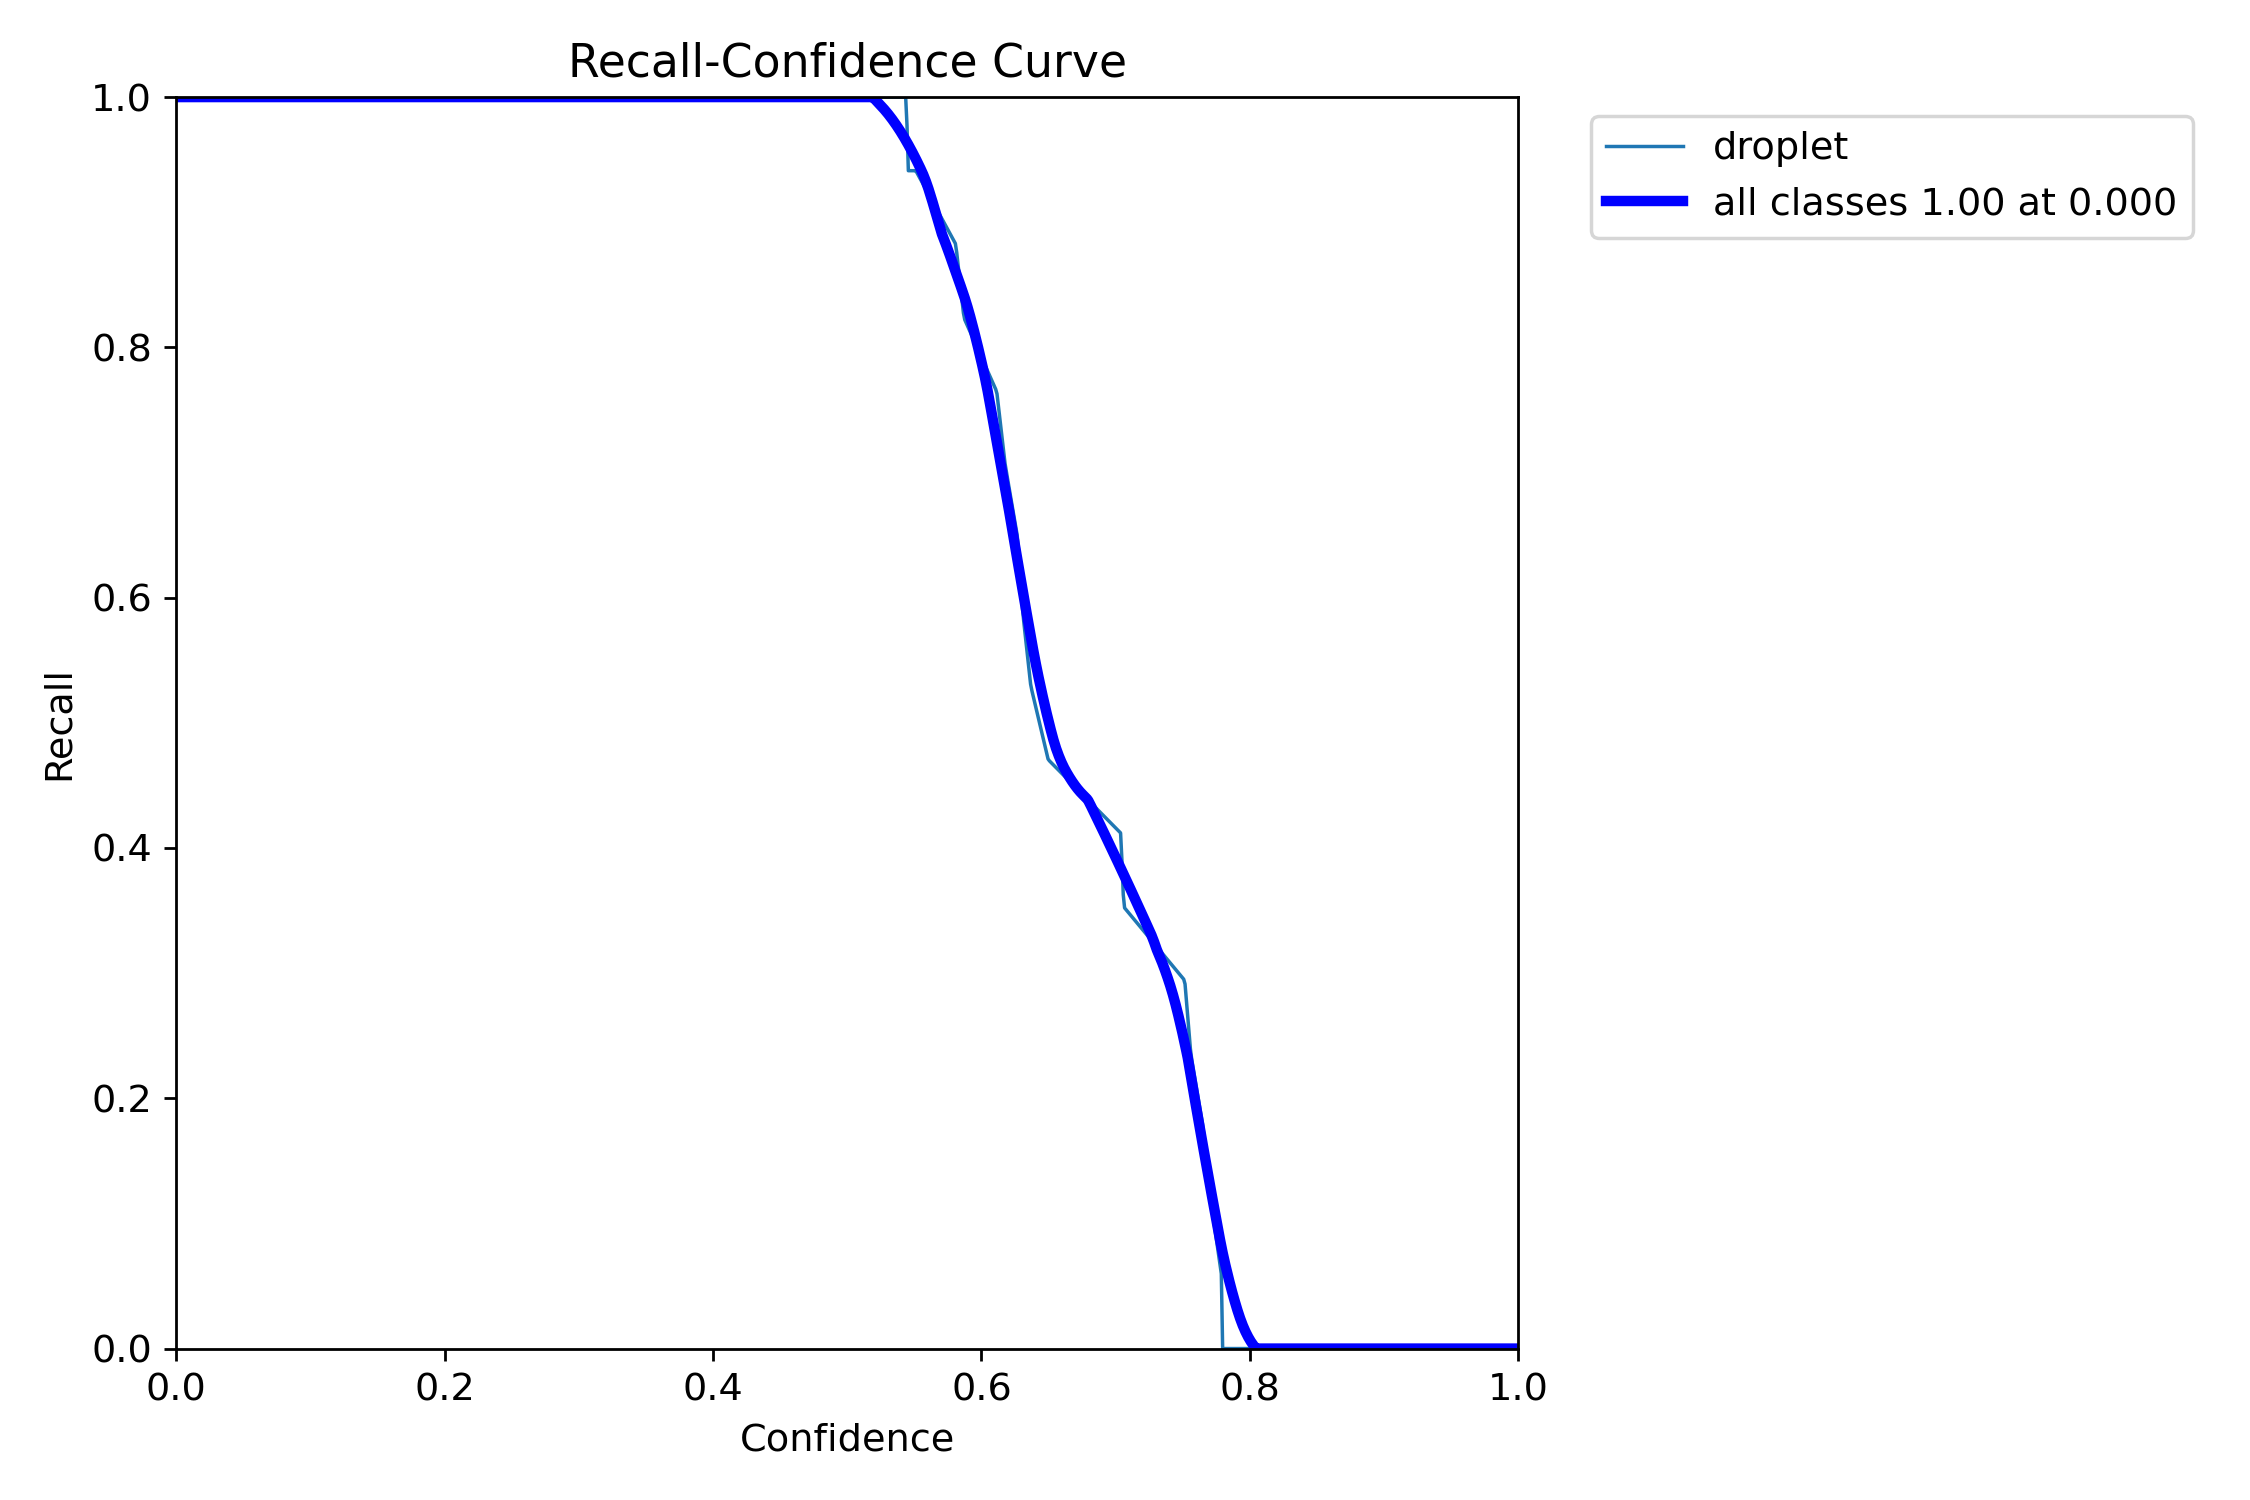 Recall-Confidence Curve
1.0
0.8
0.6
0.4
0.2
0.0
Recall
0.0 0.2 0.4 0.6 0.8 1.0
Confidence
droplet
all classes 1.00 at 0.000